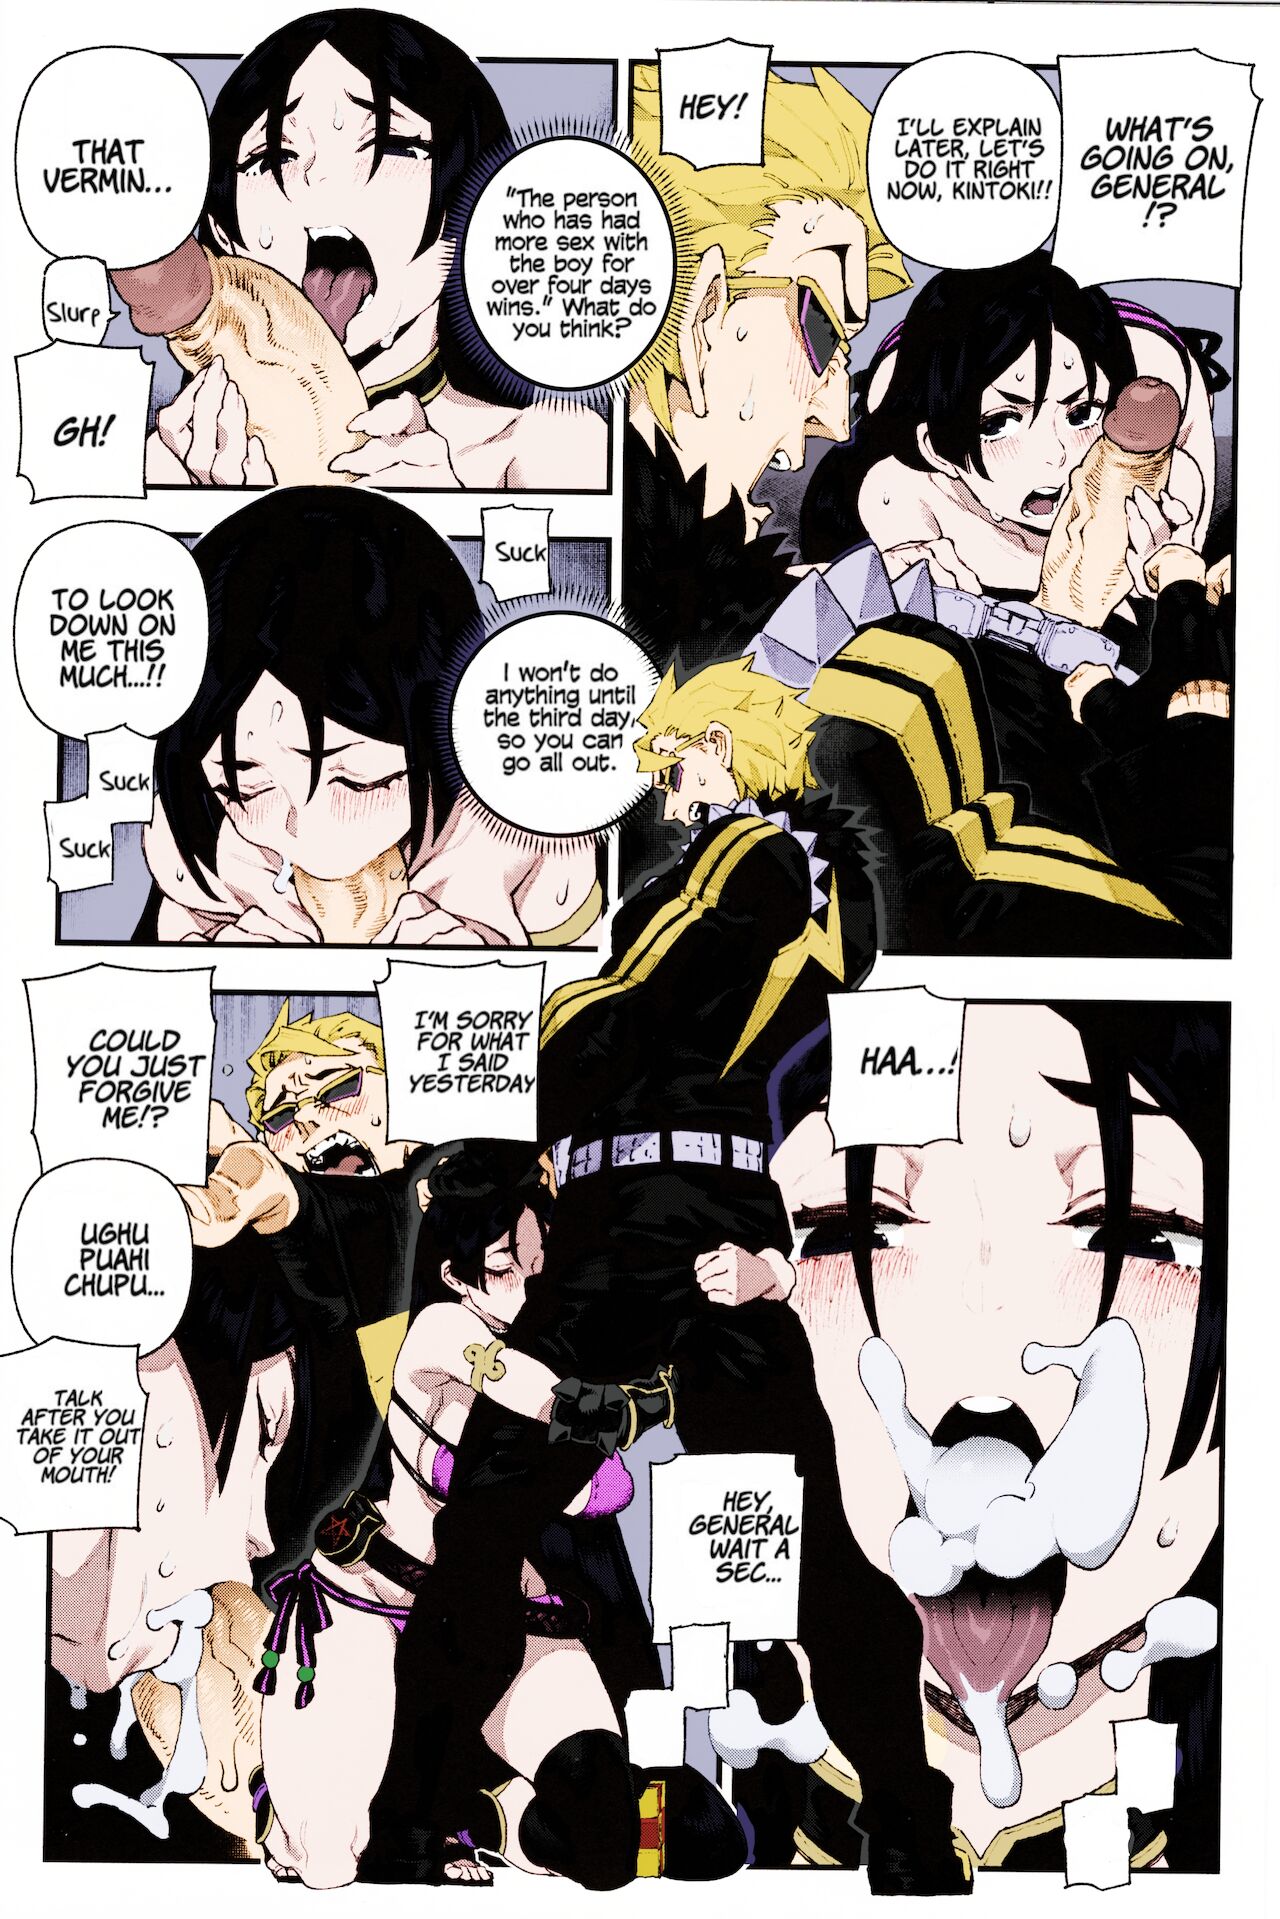 WHAT'S
GOING ON,
GENERAL
!?
I'LL EXPLAIN
LATER, LET'S
DO IT RIGHT
NOW, KINTOKI!!
HEY!
"The person
who has had
more sex with
the boy for
over four days
wins." What do
you think?
THAT
VERMIN...
Slurp
GH!
Suck
I won't do
anything until
the third day,
so you can
go all out.
TO LOOK
DOWN ON
ME THIS
MUCH...!!
Suck
Suck
HAA...!
I'M SORRY
FOR WHAT
I SAID
YESTERDAY
COULD
YOU JUST
FORGIVE
ME!?
UGHU
PUAHI
CHUPU...
TALK
AFTER YOU
TAKE IT OUT
OF YOUR
MOUTH!
HEY,
GENERAL
WAIT A
SEC...